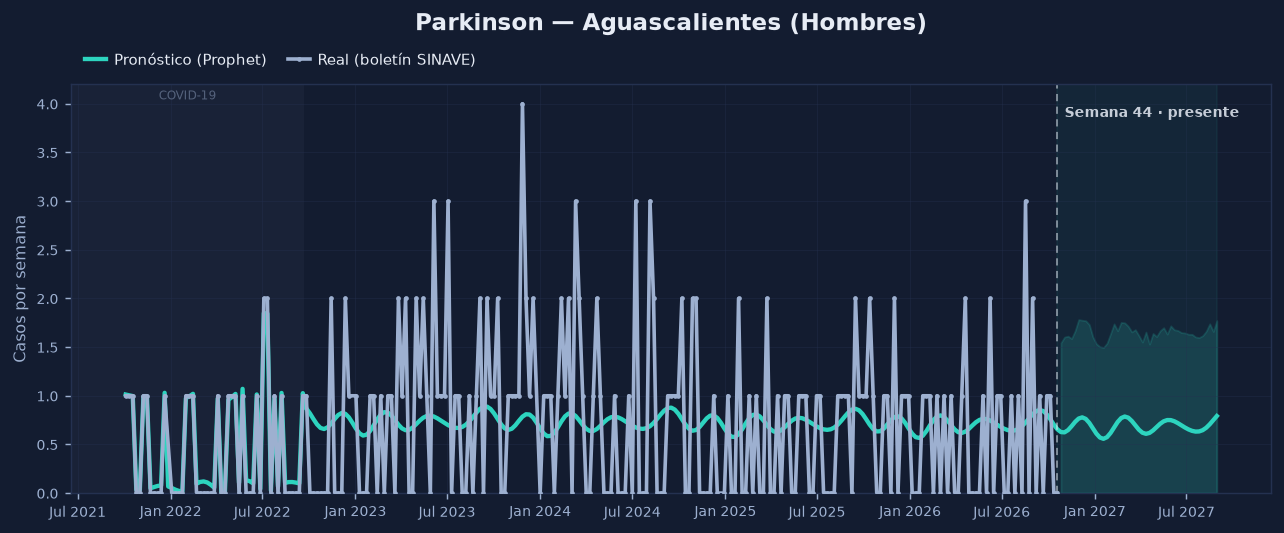 Parkinson — Aguascalientes (Hombres)
Pronóstico (Prophet) Real (boletín SINAVE)
COVID-19
Semana 44 · presente
Casos por semana
4.0
3.5
3.0
2.5
2.0
1.5
1.0
0.5
0.0
Jul 2021 Jan 2022 Jul 2022 Jan 2023 Jul 2023 Jan 2024 Jul 2024 Jan 2025 Jul 2025 Jan 2026 Jul 2026 Jan 2027 Jul 2027